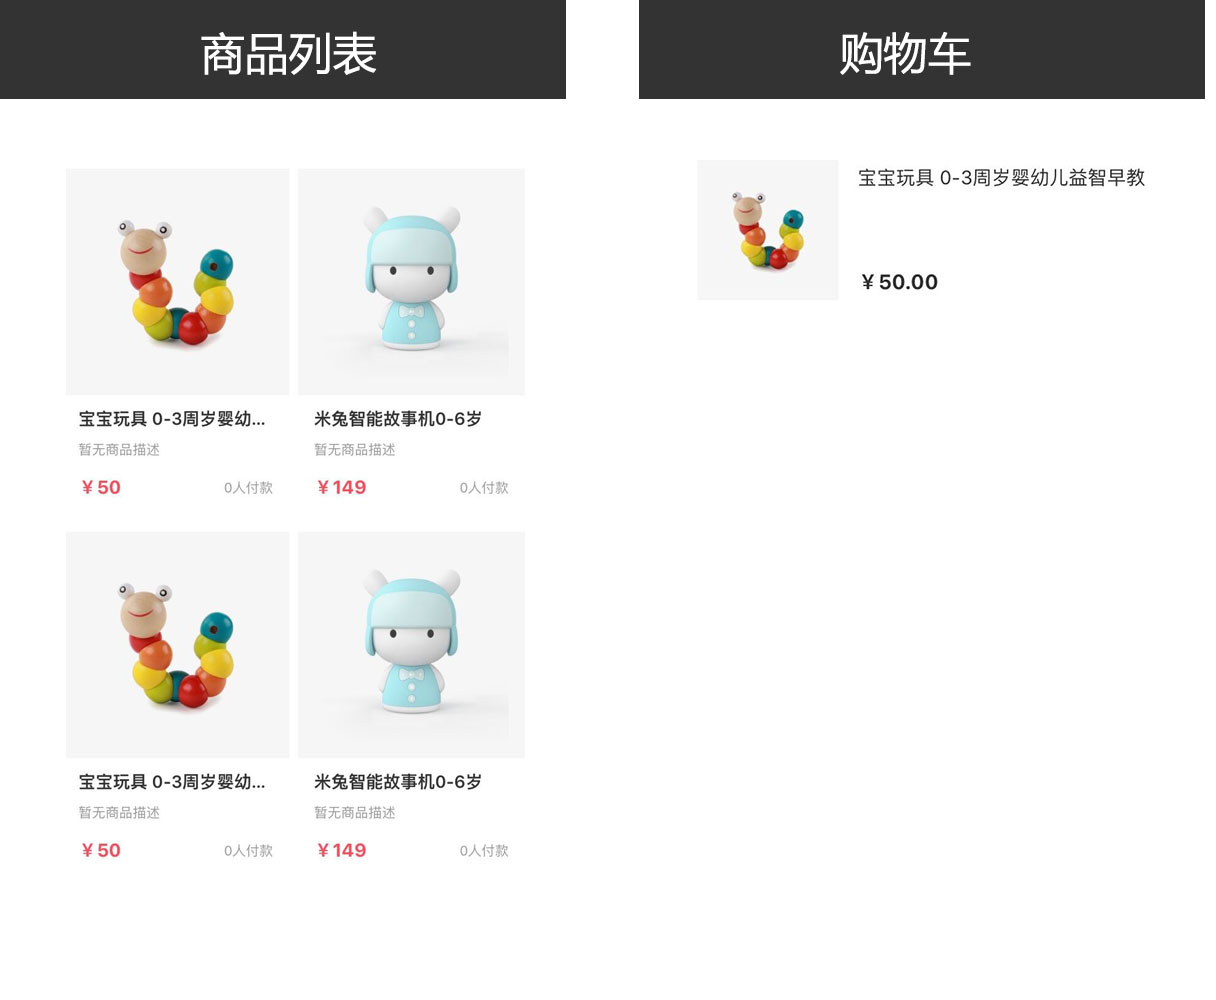 商品列表
宝宝玩具 0-3周岁婴幼...
米兔智能故事机0-6岁
暂无商品描述
暂无商品描述
¥ 50
0人付款
¥ 149
0人付款
宝宝玩具 0-3周岁婴幼...
米兔智能故事机0-6岁
暂无商品描述
暂无商品描述
¥ 50
0人付款
¥ 149
0人付款
购物车
宝宝玩具 0-3周岁婴幼儿益智早教
¥ 50.00